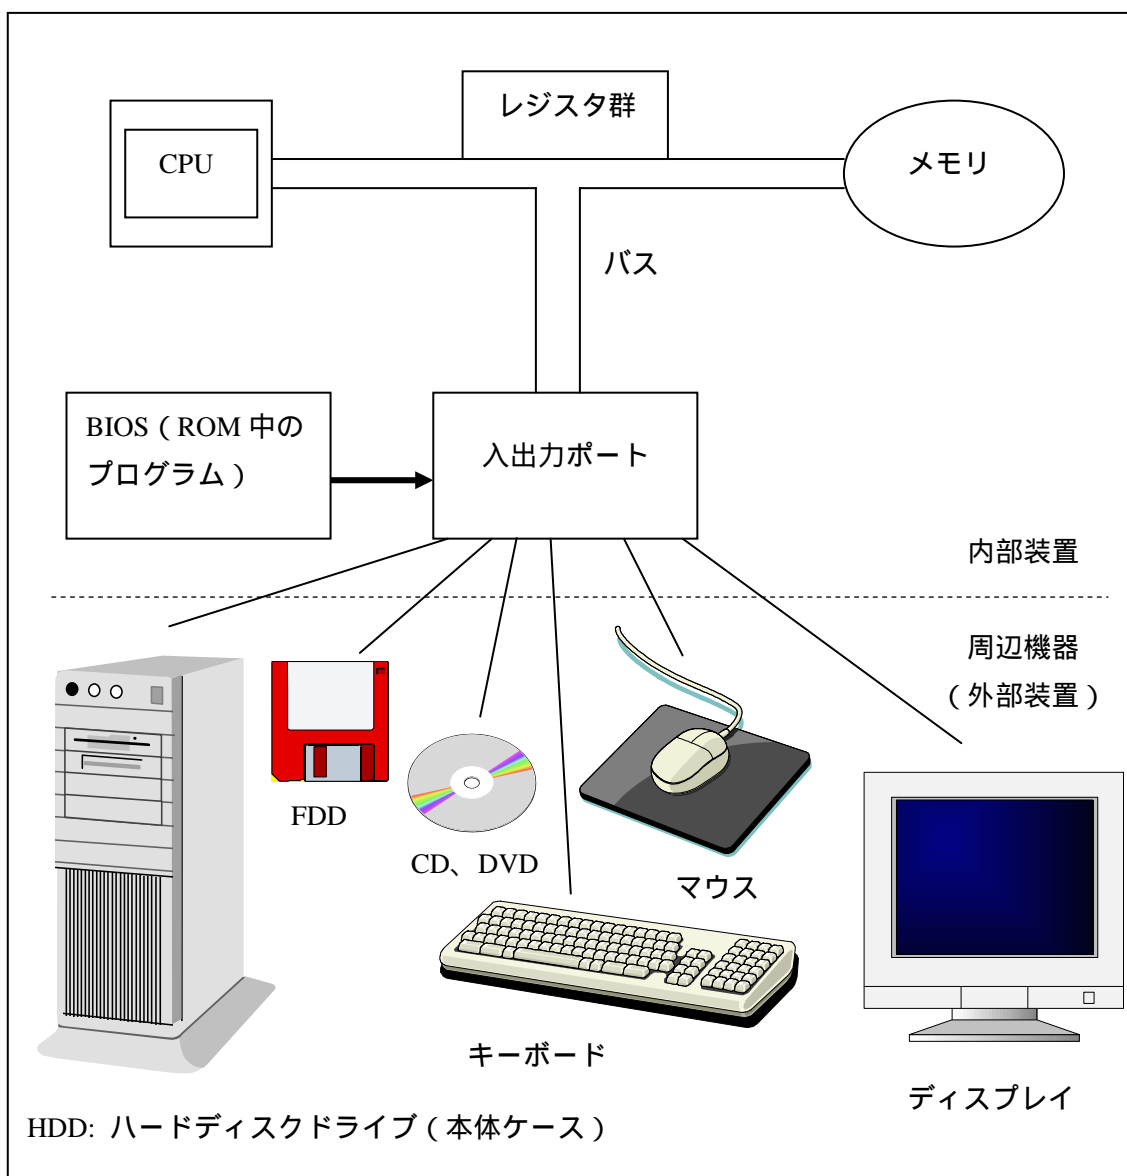 レジスタ群
CPU
メモリ
バス
BIOS（ROM 中の
プログラム）
入出力ポート
内部装置
周辺機器
（外部装置）
FDD
CD、DVD
マウス
キーボード
ディスプレイ
HDD: ハードディスクドライブ（本体ケース）